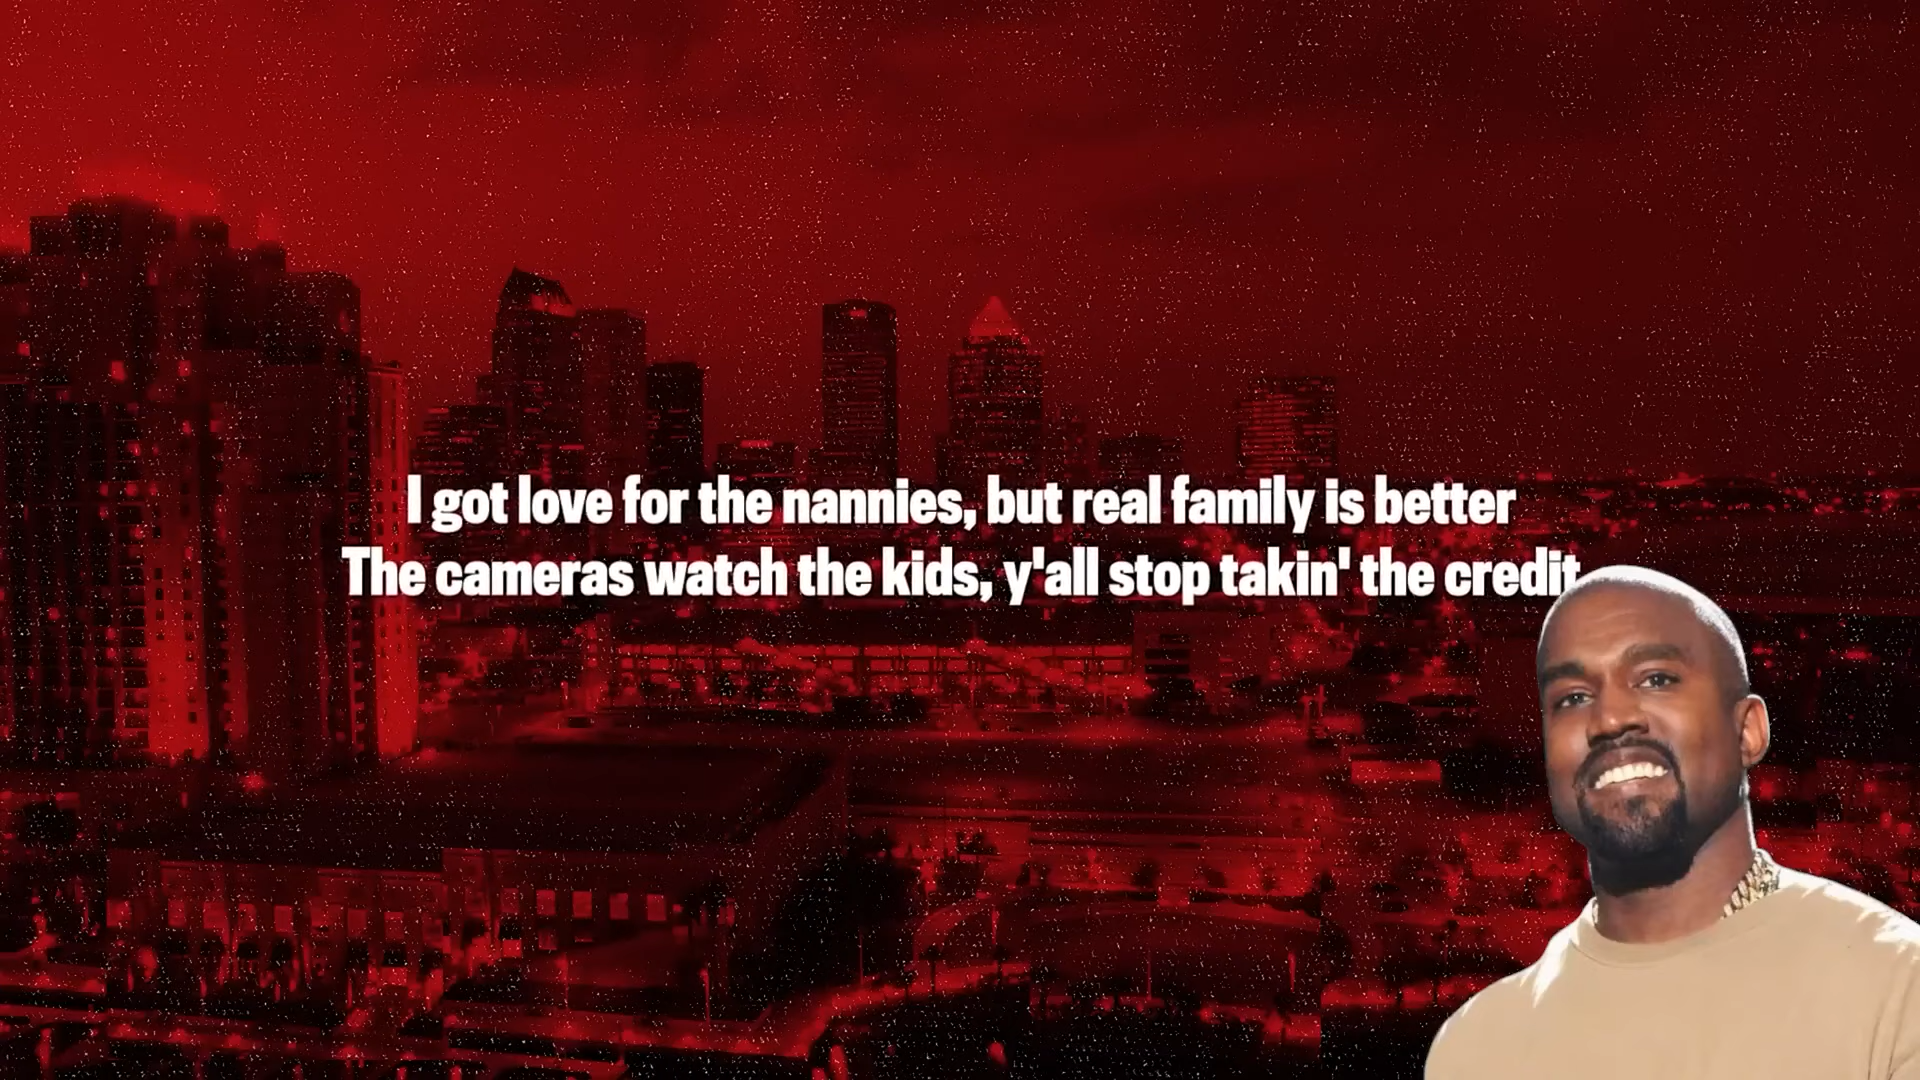 I got love for the nannies, but real family is better
The cameras watch the kids, y'all stop takin' the credit